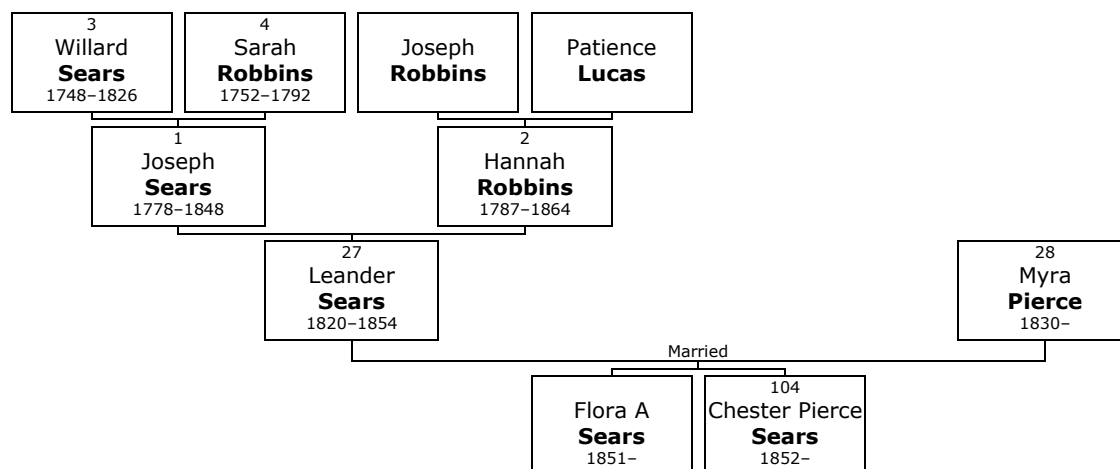 3
Willard
Sears
1748–1826
4
Sarah
Robbins
1752–1792
Joseph
Robbins
Patience
Lucas
1
Joseph
Sears
1778–1848
2
Hannah
Robbins
1787–1864
27
Leander
Sears
1820–1854
28
Myra
Pierce
1830–
Married
Flora A
Sears
1851–
104
Chester Pierce
Sears
1852–